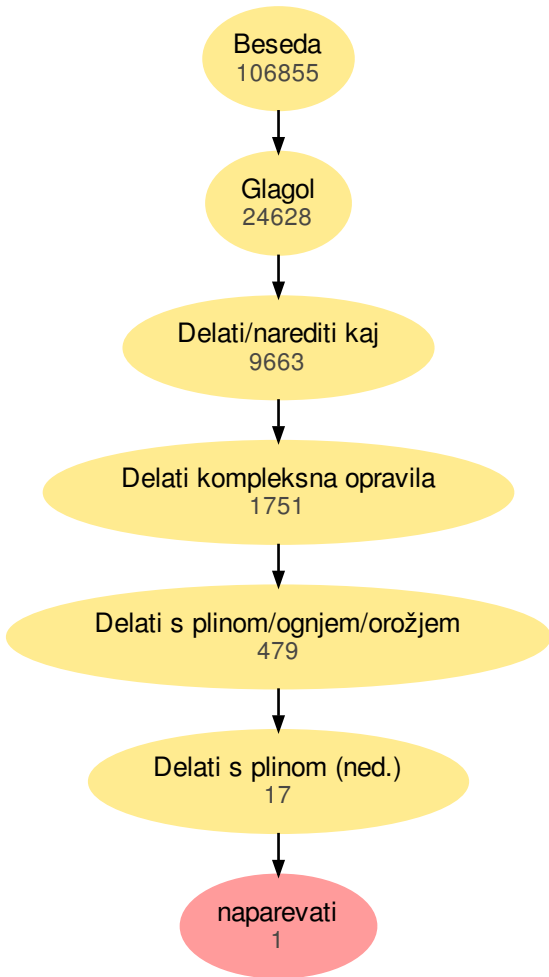 Beseda
106855
Glagol
24628
Delati/narediti kaj
9663
Delati kompleksna opravila
1751
Delati s plinom/ognjem/orožjem
479
Delati s plinom (ned.)
17
naparevati
1